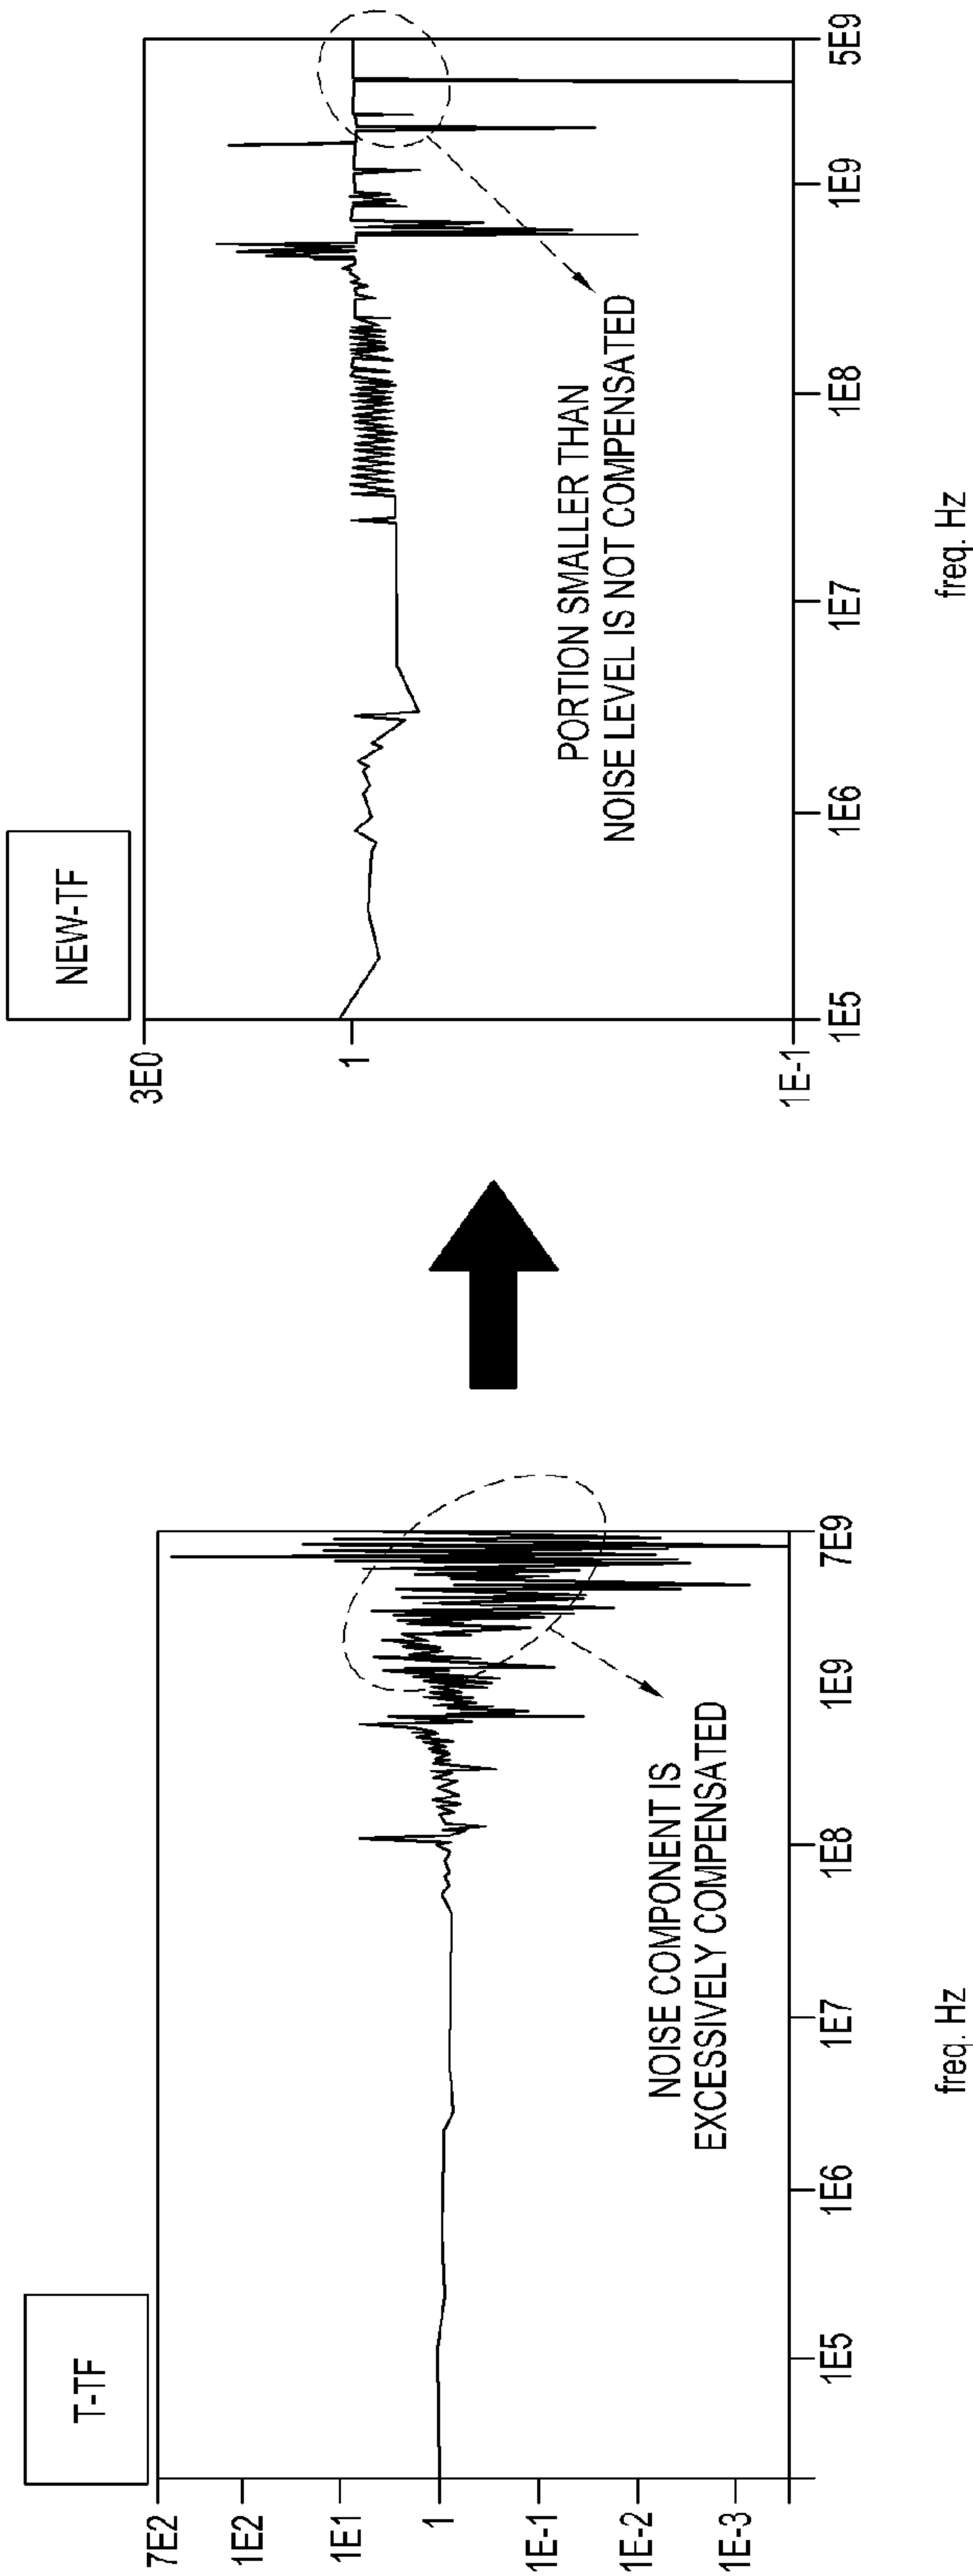 T-TF
7E2
1E2
1E1
1
1E-1
1E-2
1E-3
1E5
1E6
1E7
1E8
1E9
7E9
NOISE COMPONENT IS
EXCESSIVELY COMPENSATED
freq. Hz
NEW-TF
3E0
1
1E-1
1E5
1E6
1E7
1E8
1E9
5E9
PORTION SMALLER THAN
NOISE LEVEL IS NOT COMPENSATED
freq. Hz